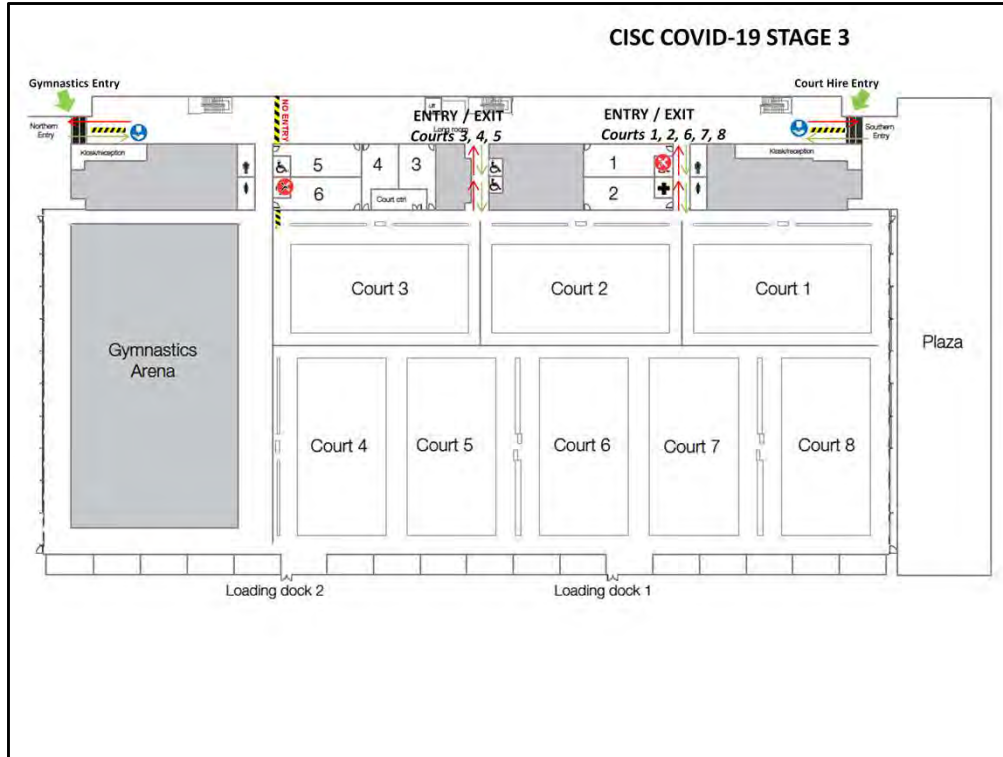 CISC COVID-19 STAGE 3
Gymnastics Entry
Court Hire Entry
NO ENTRY
Lift
Long room
ENTRY / EXIT
Courts 3, 4, 5
ENTRY / EXIT
Courts 1, 2, 6, 7, 8
Northern
Entry
Southern
Entry
Kiosk/reception
Kiosk/reception
5
4
3
1
6
Court ctrl
2
Court 3
Court 2
Court 1
Gymnastics
Arena
Plaza
Court 4
Court 5
Court 6
Court 7
Court 8
Loading dock 2
Loading dock 1